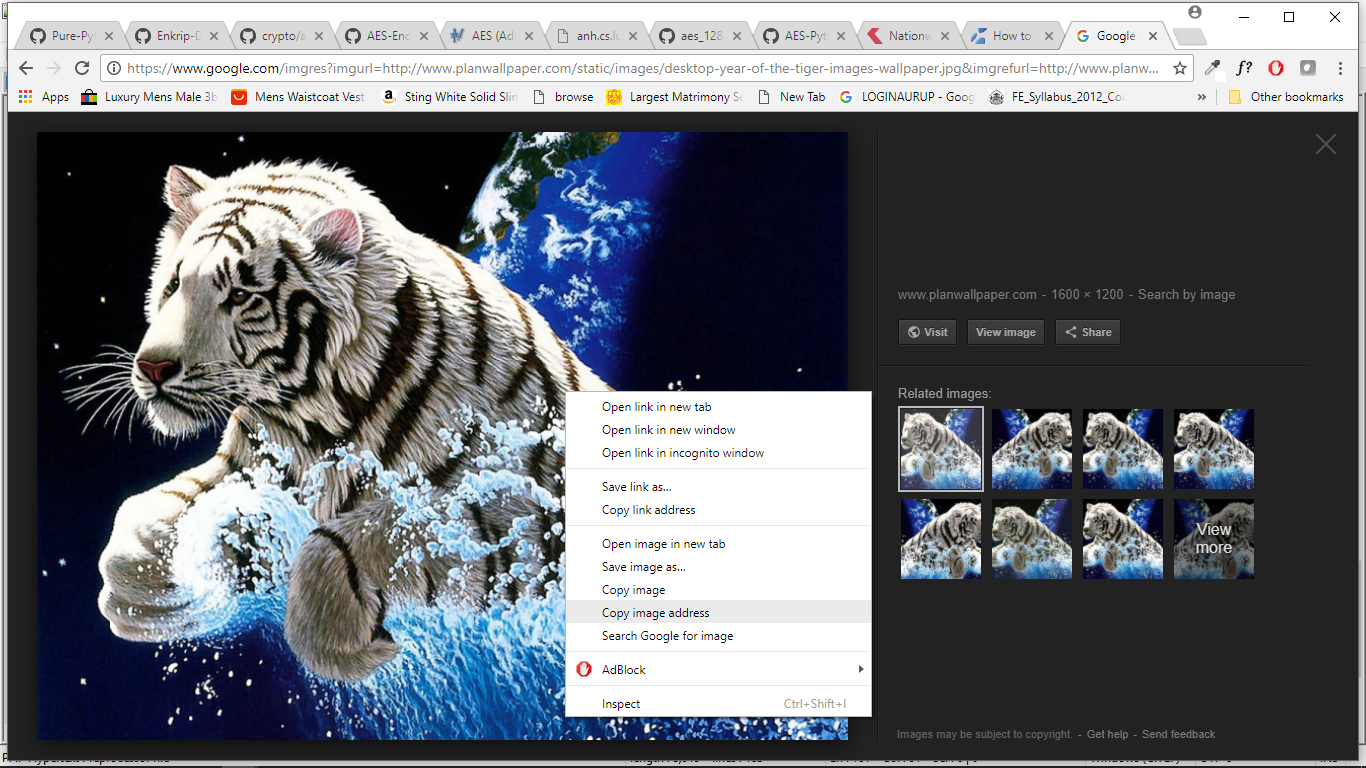 Pure-Py
Enkrip-D
crypto/a
AES-Enc
AES (Ad
anh.cs.lu
aes_128
AES-Pyt
Nationw
How to
Google
https://www.google.com/imgres?imgurl=http://www.planwallpaper.com/static/images/desktop-year-of-the-tiger-images-wallpaper.jpg&imgrefurl=http://www.planw...
f?
Apps
Luxury Mens Male 3b
Mens Waistcoat Vest
Sting White Solid Slin
browse
Largest Matrimony Se
New Tab
LOGINAURUP - Goog
FE_Syllabus_2012_Cou
»
Other bookmarks
www.planwallpaper.com - 1600 × 1200 - Search by image
Visit
View image
Share
Related images:
View
more
Open link in new tab
Open link in new window
Open link in incognito window
Save link as...
Copy link address
Open image in new tab
Save image as...
Copy image
Copy image address
Search Google for image
AdBlock
Inspect Ctrl+Shift+I
Images may be subject to copyright. - Get help - Send feedback